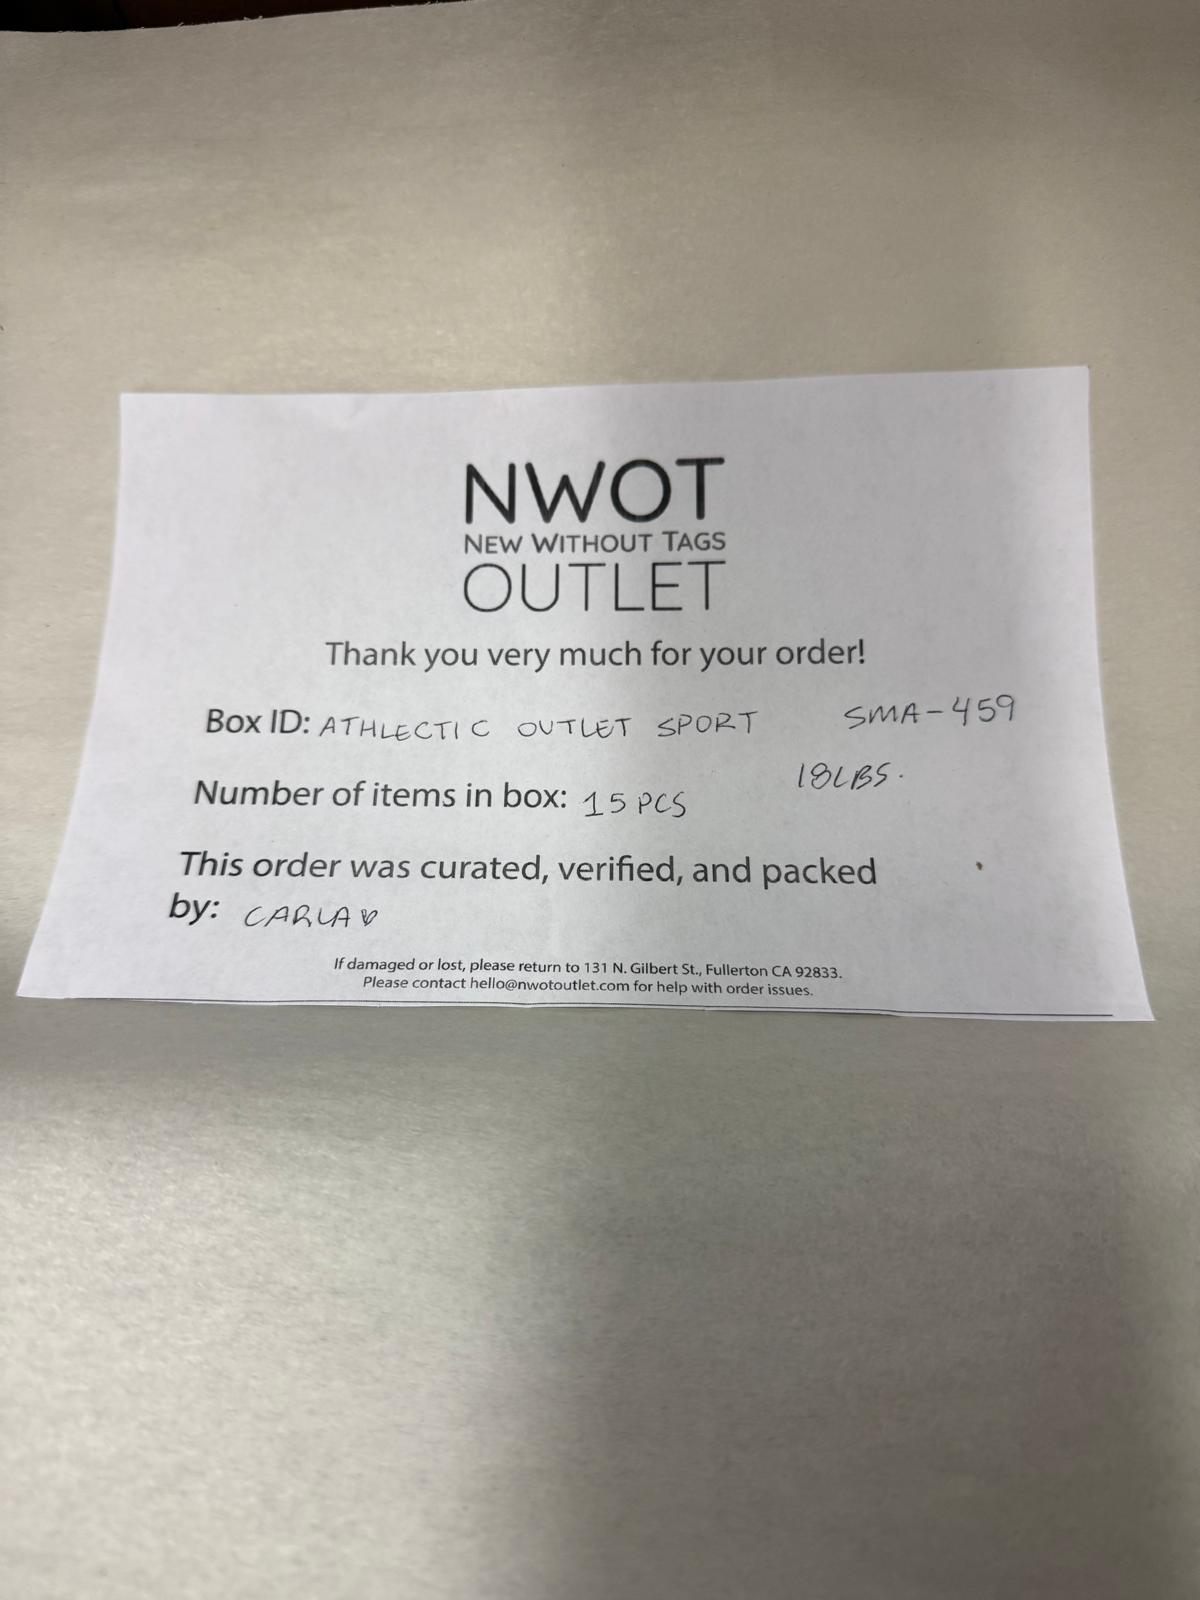 NWOT
NEW WITHOUT TAGS
OUTLET
Thank you very much for your order!
Box ID: ATHLECTIC OUTLET SPORT SMA-459
18LBS.
Number of items in box: 15 PCS
This order was curated, verified, and packed
by: CARLA♥
If damaged or lost, please return to 131 N. Gilbert St., Fullerton CA 92833.
Please contact hello@nwotoutlet.com for help with order issues.